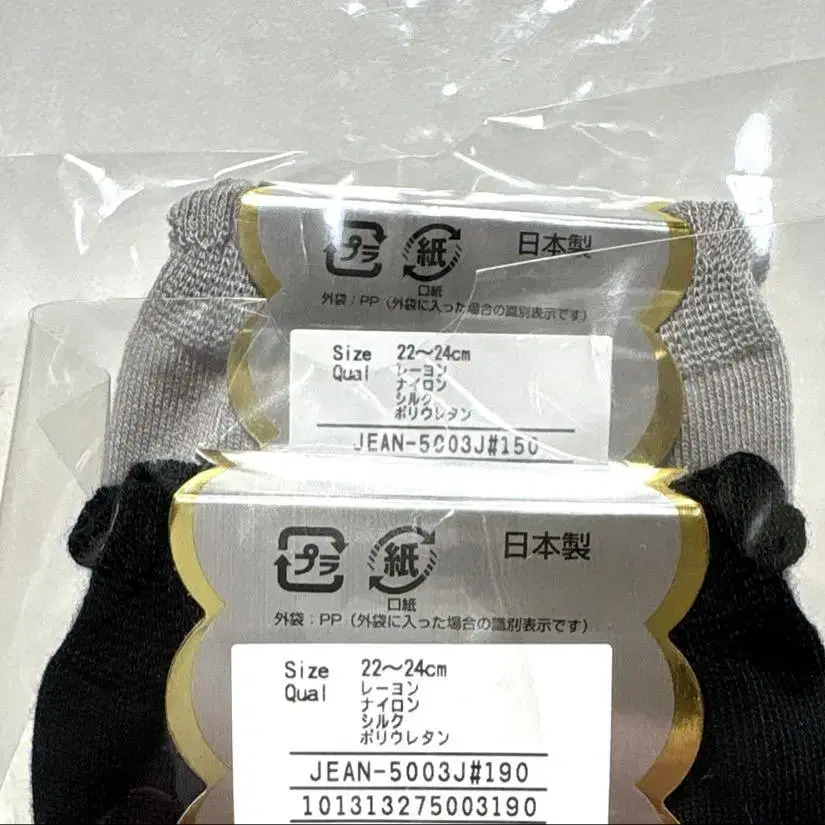 プラ 紙 日本製
口紙
外袋：PP（外袋に入った場合の識別表示です）
Size 22～24cm
Qual レーヨン
ナイロン
シルク
ポリウレタン
JEAN-5003J#150
プラ 紙 日本製
口紙
外袋：PP（外袋に入った場合の識別表示です）
Size 22～24cm
Qual レーヨン
ナイロン
シルク
ポリウレタン
JEAN-5003J#190
101313275003190